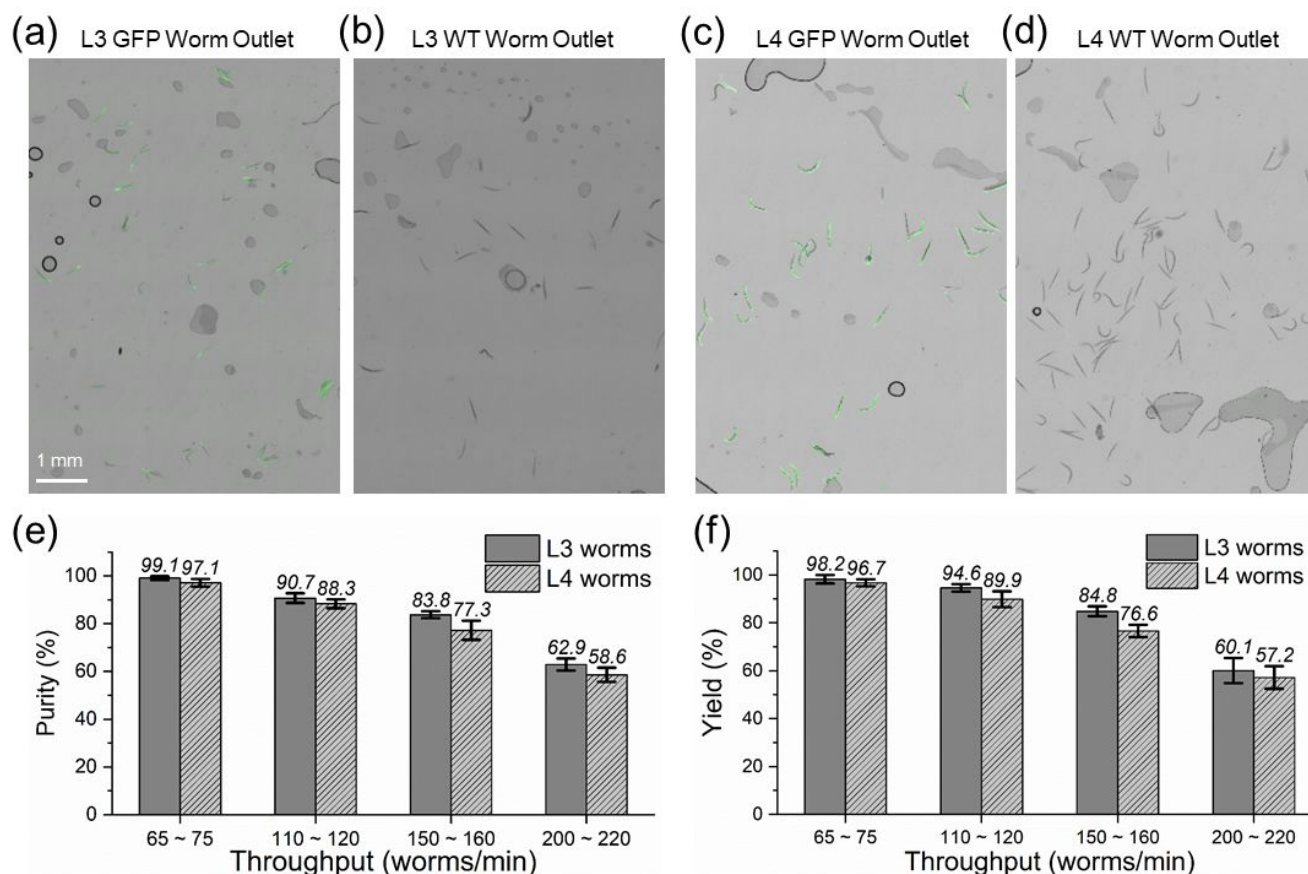 (a) L3 GFP Worm Outlet
(b) L3 WT Worm Outlet
(c) L4 GFP Worm Outlet
(d) L4 WT Worm Outlet
1 mm
(e)
L3 worms
L4 worms
99.1 97.1
90.7 88.3
83.8 77.3
62.9 58.6
Purity (%)
100
80
60
40
20
0
65 ~ 75 110 ~ 120 150 ~ 160 200 ~ 220
Throughput (worms/min)
(f)
L3 worms
L4 worms
98.2 96.7
94.6 89.9
84.8 76.6
60.1 57.2
Yield (%)
100
80
60
40
20
0
65 ~ 75 110 ~ 120 150 ~ 160 200 ~ 220
Throughput (worms/min)